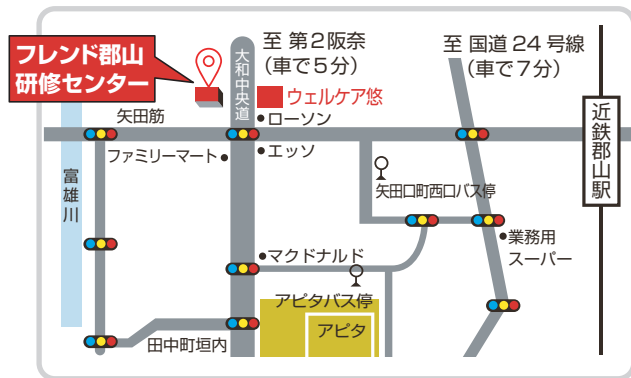 フレンド郡山
研修センター
至 第2阪奈
(車で5分)
至 国道24号線
(車で7分)
大和中央道
ウェルケア悠
ローソン
矢田筋
ファミリーマート
エッソ
近鉄郡山駅
富雄川
矢田口町西口バス停
業務用
スーパー
マクドナルド
アピタバス停
アピタ
田中町垣内